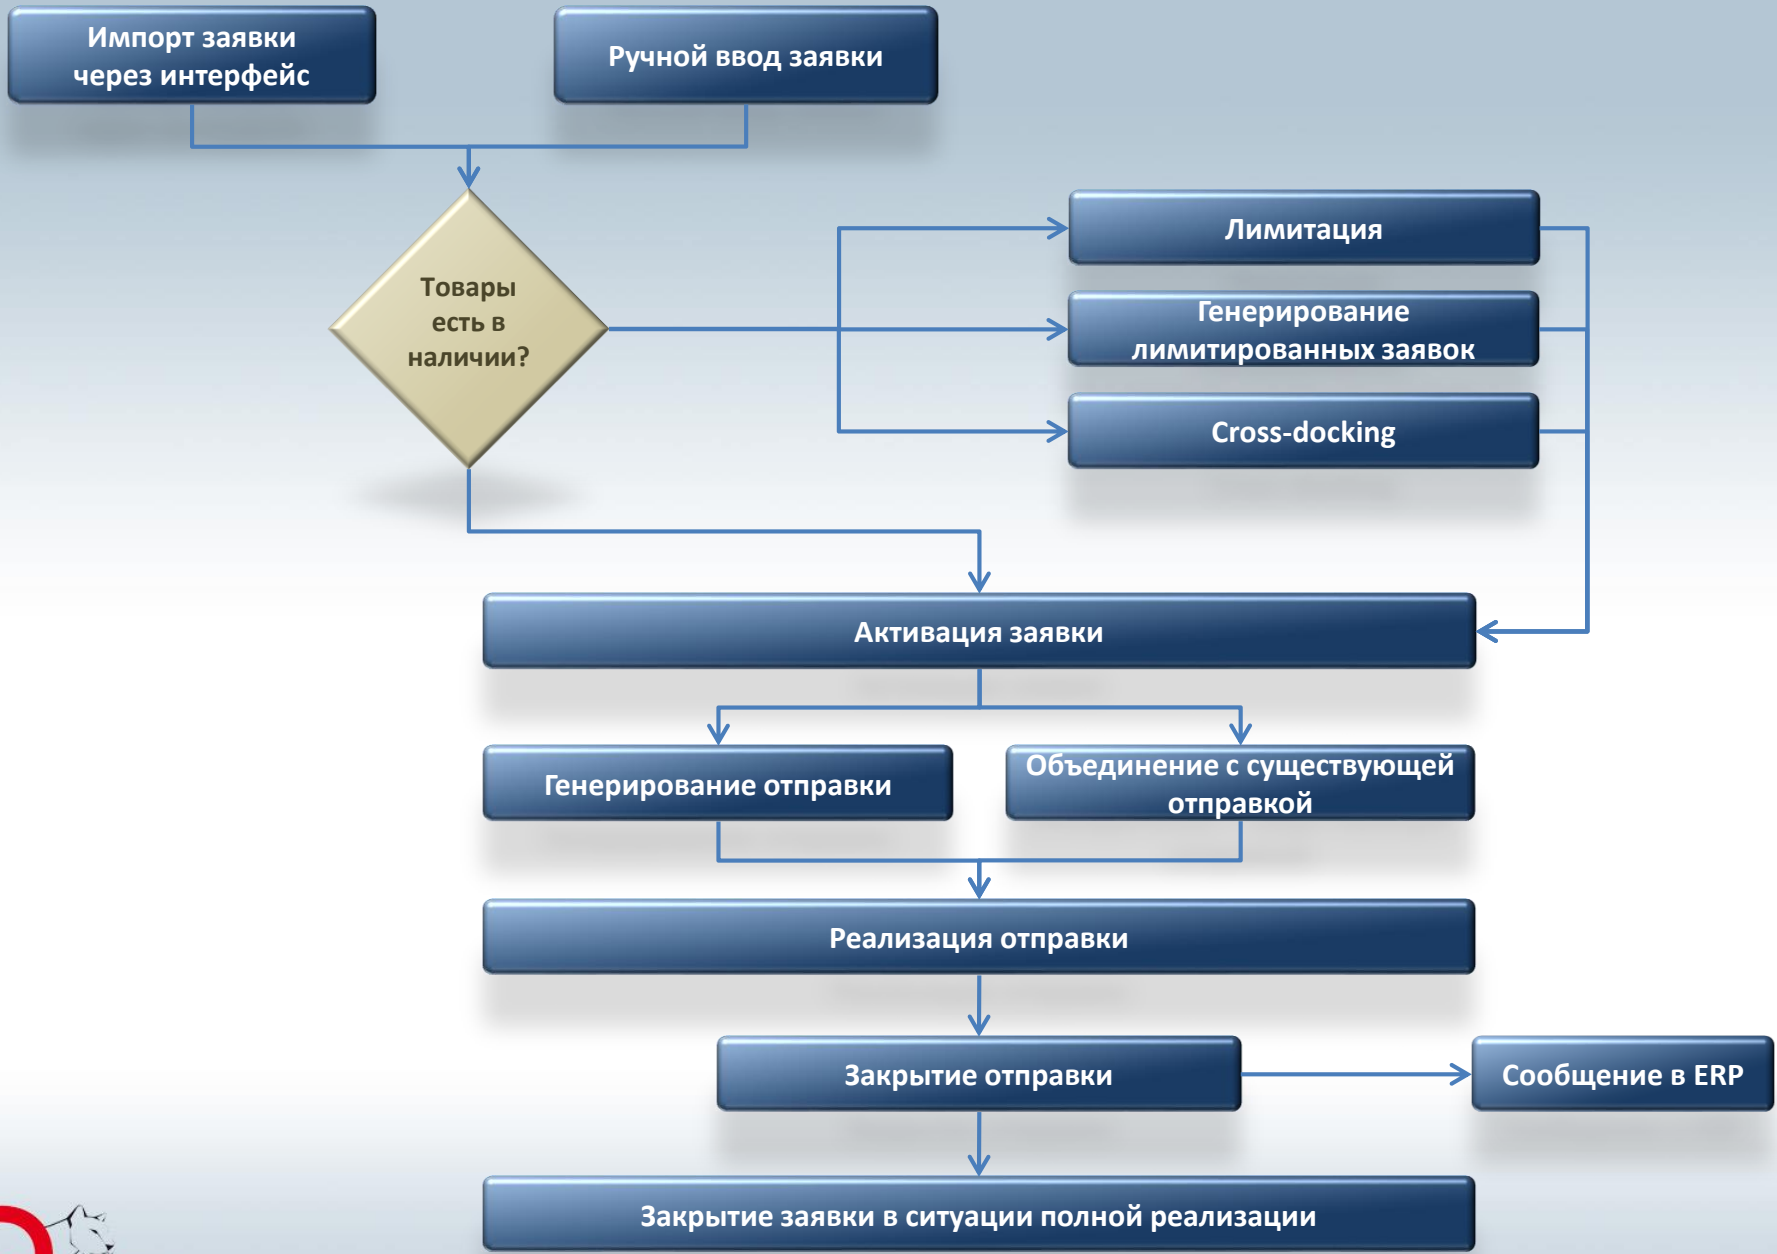 Импорт заявки
через интерфейс
Ручной ввод заявки
Товары
есть в
наличии?
Лимитация
Генерирование
лимитированных заявок
Cross-docking
Активация заявки
Генерирование отправки
Объединение с существующей
отправкой
Реализация отправки
Закрытие отправки
Сообщение в ERP
Закрытие заявки в ситуации полной реализации